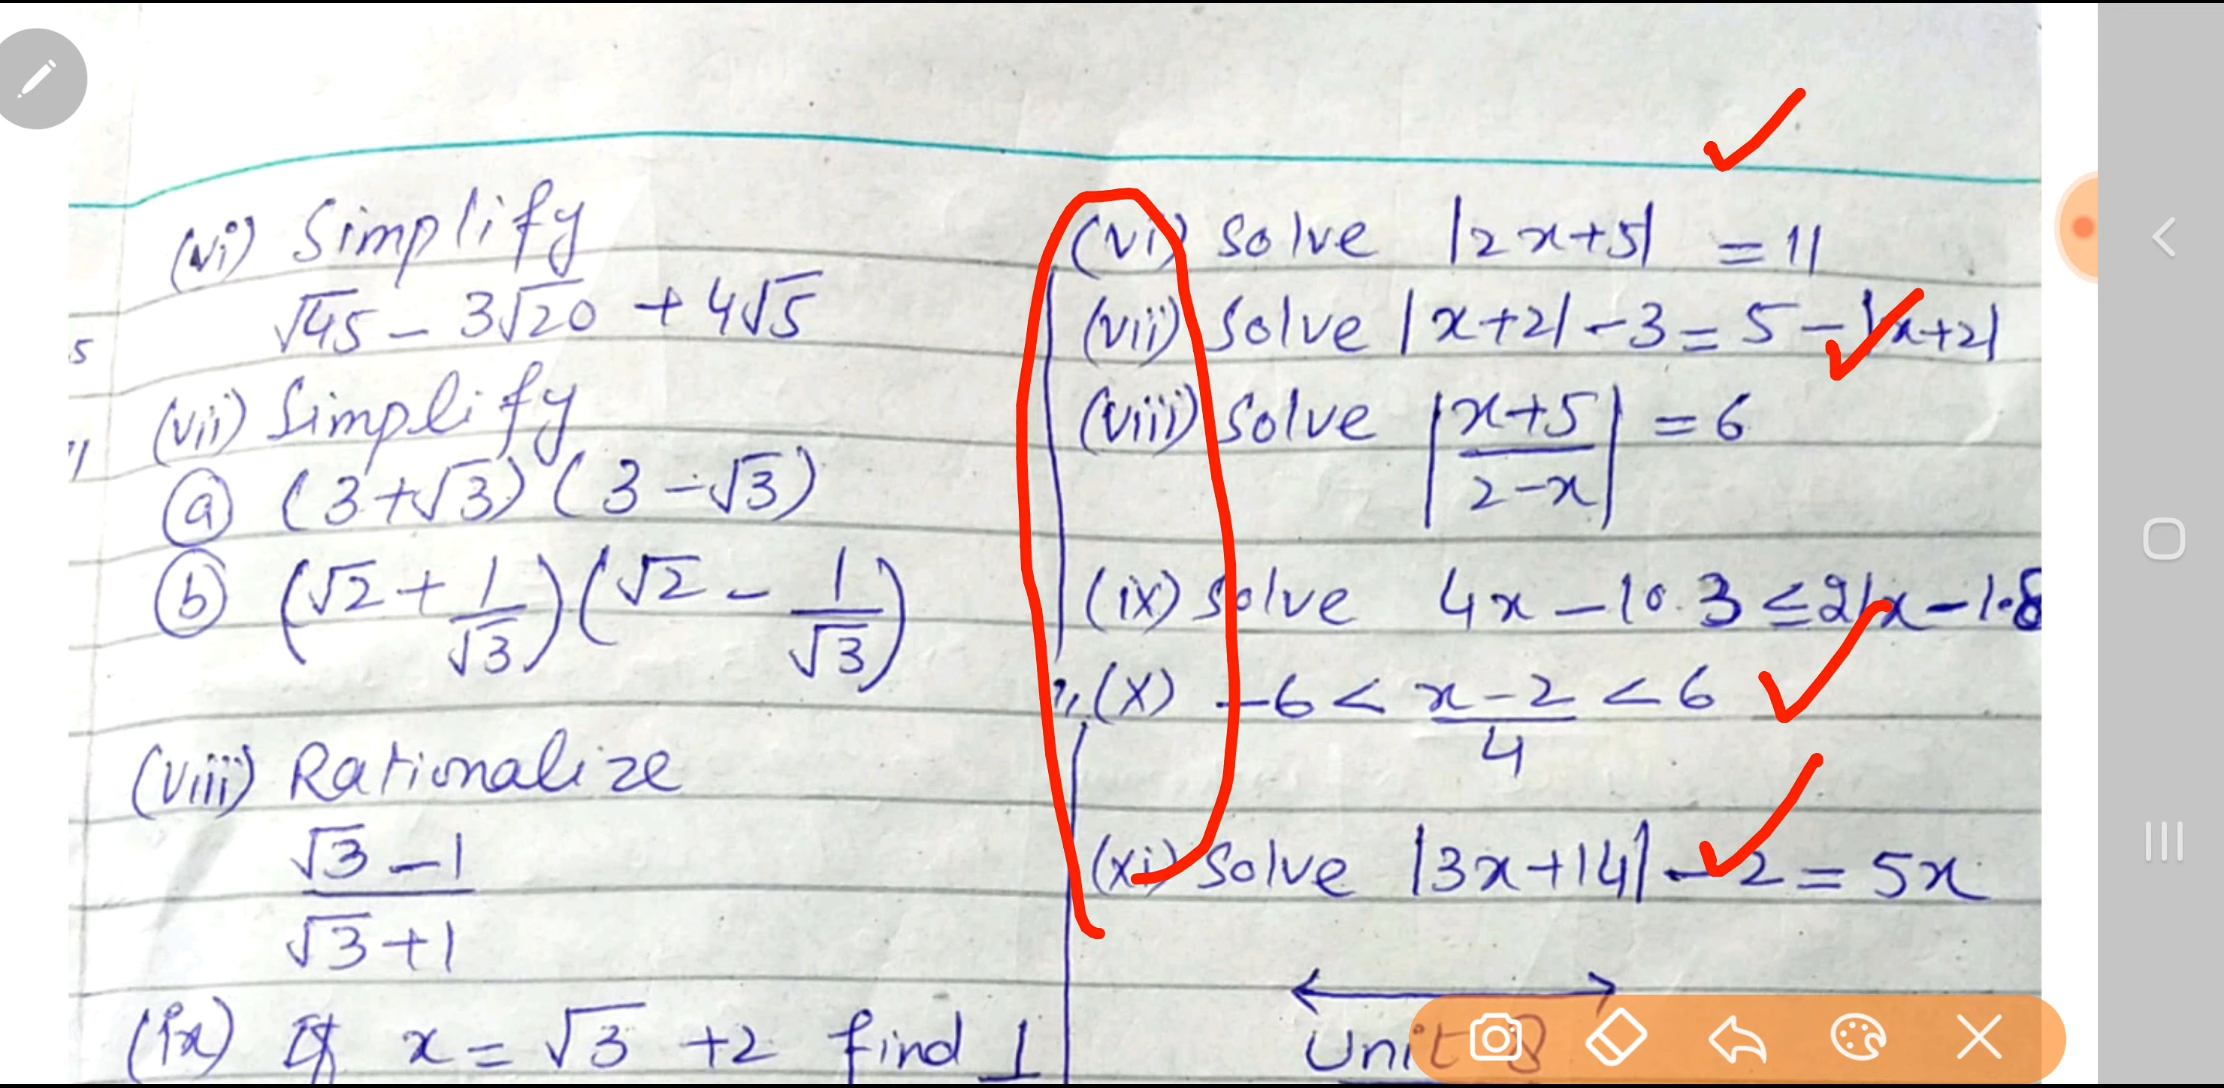 (vi) Simplify
√45 - 3√20 + 4√5
5
(vii) Simplify
11
ⓐ (3+√3)(3-√3)
ⓑ (√2 + 1/√3)(√2 - 1/√3)
(viii) Rationalize
√3 - 1
√3 + 1
(ix) If x = √3 + 2 find 1
(vi) Solve |2x+5| = 11
(vii) Solve |x+2| - 3 = 5 - |x+2|
(viii) Solve |x+5/2-x| = 6
(ix) Solve 4x - 10.3 ≤ 21x - 1.8
(x) -6 < x-2/4 < 6
(xi) Solve |3x+14| - 2 = 5x
Unit